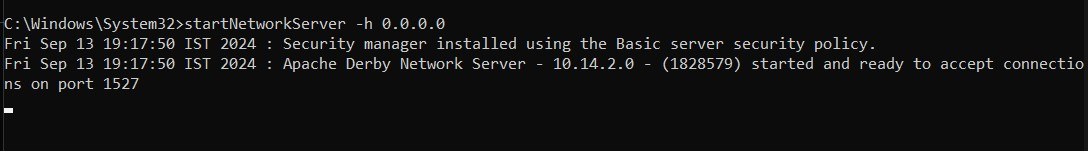 C:\Windows\System32>startNetworkServer -h 0.0.0.0
Fri Sep 13 19:17:50 IST 2024 : Security manager installed using the Basic server security policy.
Fri Sep 13 19:17:50 IST 2024 : Apache Derby Network Server - 10.14.2.0 - (1828579) started and ready to accept connectio
ns on port 1527